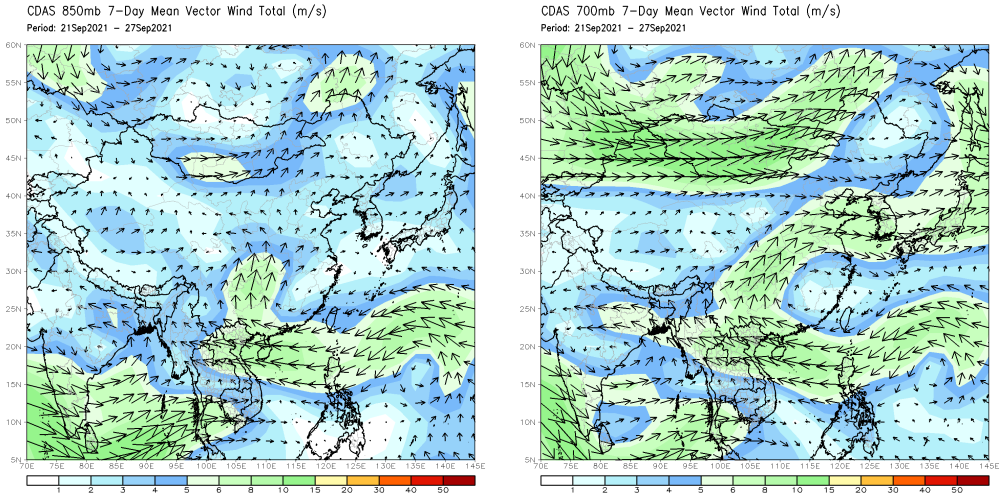 CDAS 850mb 7-Day Mean Vector Wind Total (m/s)
Period: 21Sep2021 - 27Sep2021
60N
55N
50N
45N
40N
35N
30N
25N
20N
15N
10N
5N
70E 75E 80E 85E 90E 95E 100E 105E 110E 115E 120E 125E 130E 135E 140E 145E
1 2 3 4 5 6 8 10 15 20 30 40 50
CDAS 700mb 7-Day Mean Vector Wind Total (m/s)
Period: 21Sep2021 - 27Sep2021
60N
55N
50N
45N
40N
35N
30N
25N
20N
15N
10N
5N
70E 75E 80E 85E 90E 95E 100E 105E 110E 115E 120E 125E 130E 135E 140E 145E
1 2 3 4 5 6 8 10 15 20 30 40 50